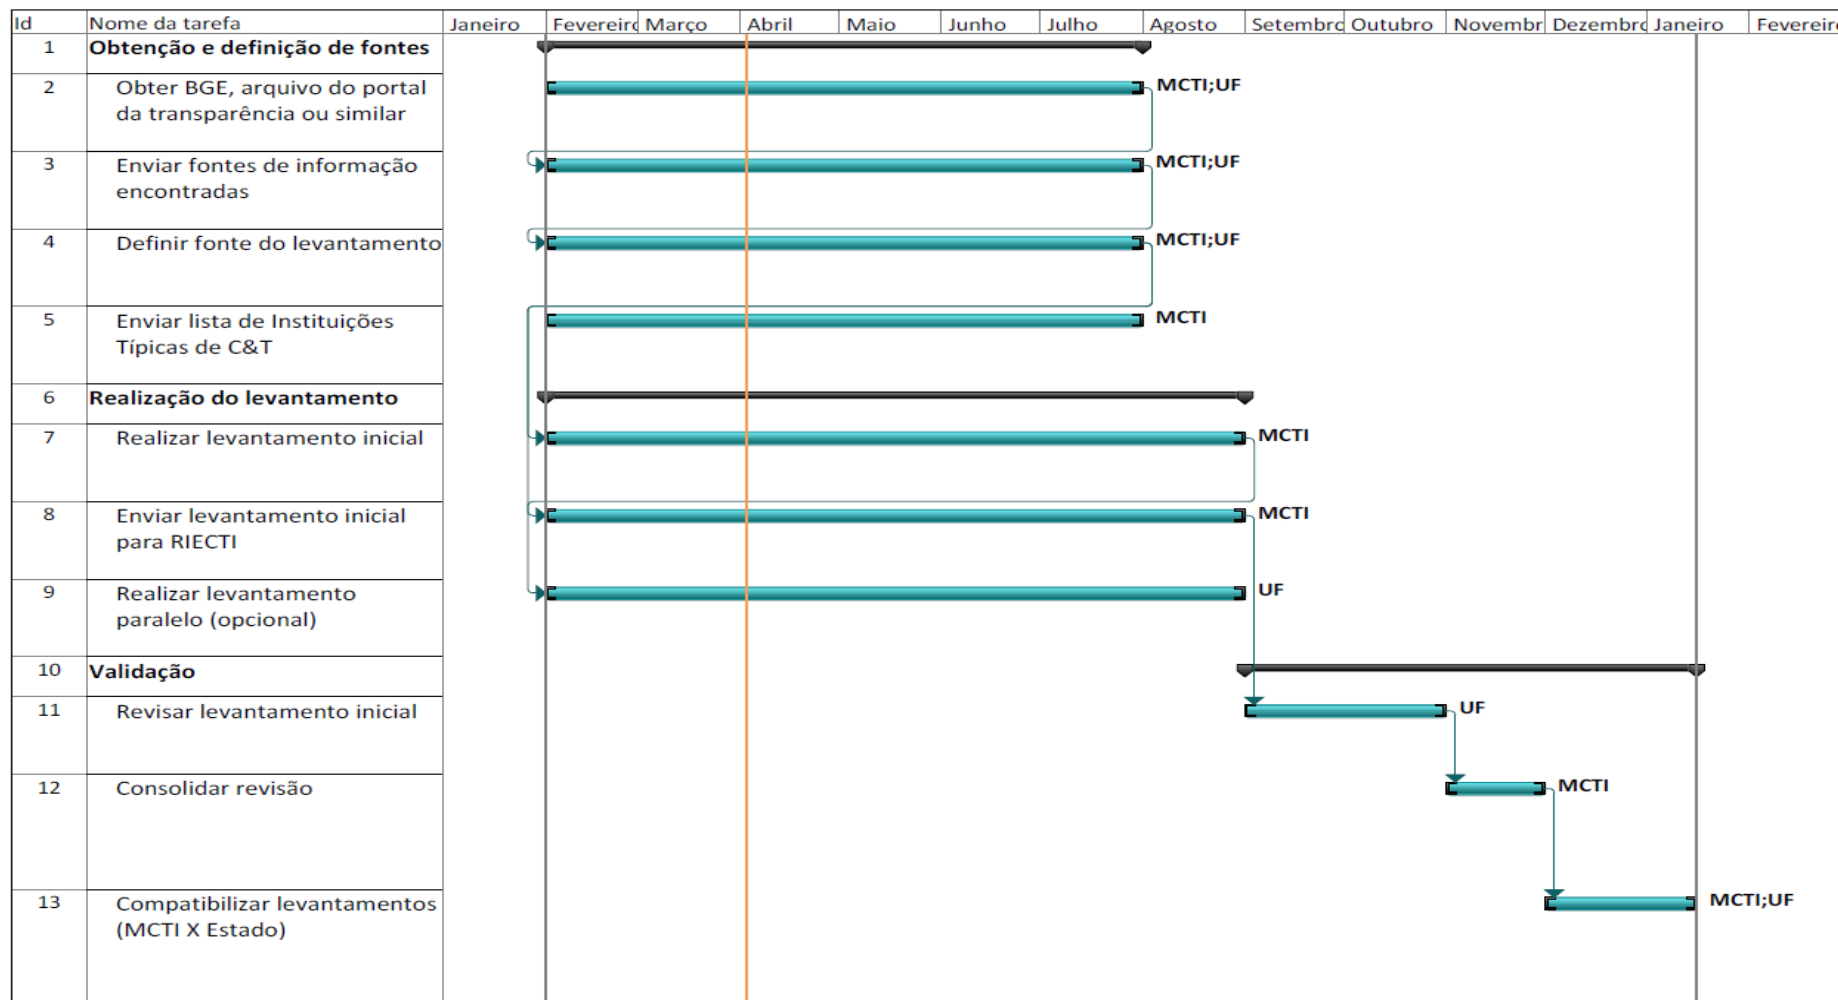 Id Nome da tarefa Janeiro Fevereirc Março Abril Maio Junho Julho Agosto Setembro Outubro Novembr Dezembro Janeiro Fevereiro
1 Obtenção e definição de fontes
2 Obter BGE, arquivo do portal MCTI;UF
da transparência ou similar
3 Enviar fontes de informação MCTI;UF
encontradas
4 Definir fonte do levantamento MCTI;UF
5 Enviar lista de Instituições MCTI
Típicas de C&T
6 Realização do levantamento
7 Realizar levantamento inicial MCTI
8 Enviar levantamento inicial MCTI
para RIECTI
9 Realizar levantamento UF
paralelo (opcional)
10 Validação
11 Revisar levantamento inicial UF
12 Consolidar revisão MCTI
13 Compatibilizar levantamentos MCTI;UF
(MCTI X Estado)